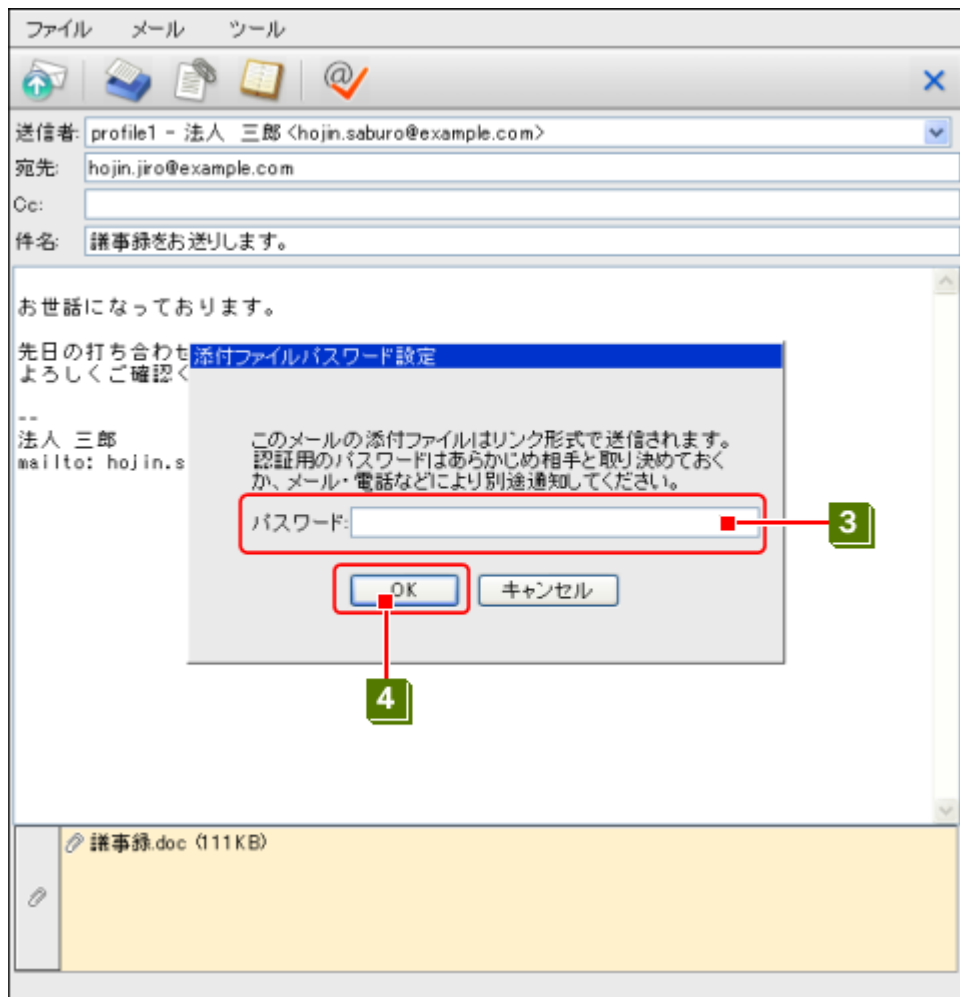 ファイル メール ツール
送信者: profile1 - 法人 三郎 <hojin.saburo@example.com>
宛先: hojin.jiro@example.com
Cc:
件名: 議事録をお送りします。
お世話になっております。
先日の打ち合わせ
よろしくご確認く
--
法人 三郎
mailto: hojin.s
添付ファイルパスワード設定
このメールの添付ファイルはリンク形式で送信されます。
認証用のパスワードはあらかじめ相手と取り決めておく
か、メール・電話などにより別途通知してください。
パスワード:
3
OK キャンセル
4
議事録.doc (111KB)